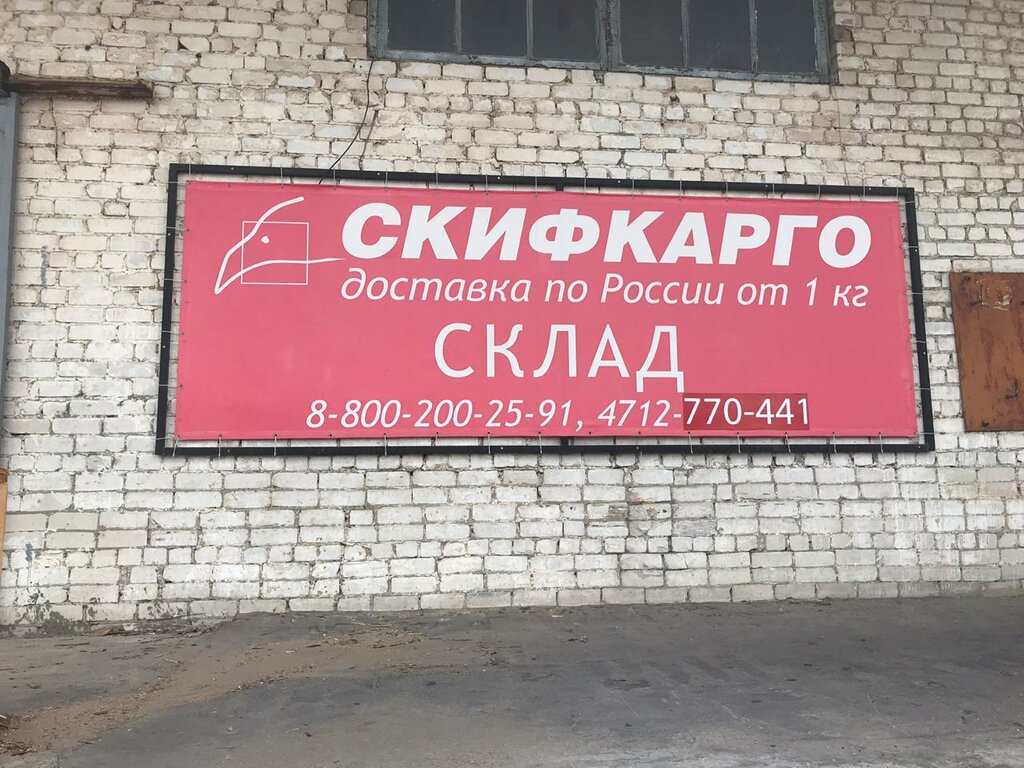 СКИФКАРГО
доставка по России от 1 кг
СКЛАД
8-800-200-25-91, 4712-770-441